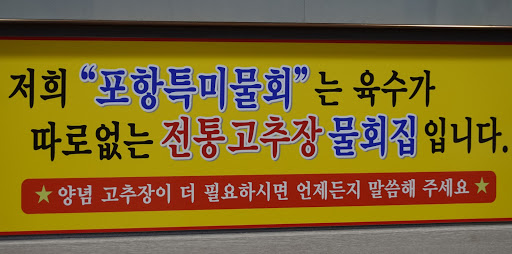 저희 “포항특미물회”는 육수가
따로없는 전통고추장 물회집 입니다.
★ 양념 고추장이 더 필요하시면 언제든지 말씀해 주세요 ★